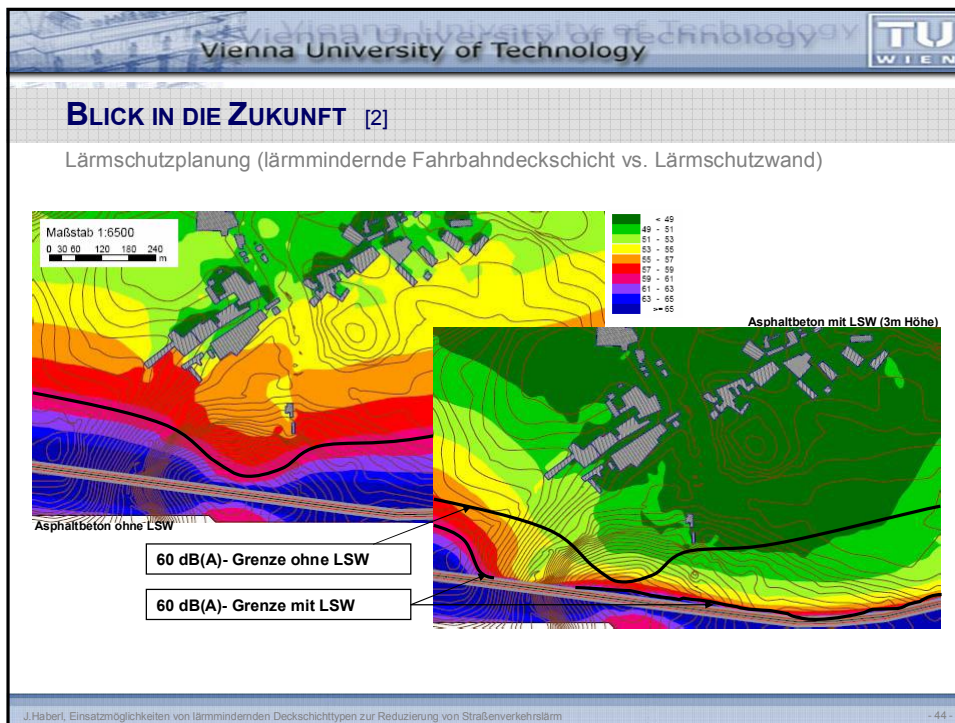 Vienna University of Technology
TU
WIEN
BLICK IN DIE ZUKUNFT [2]
Lärmschutzplanung (lärmmindernde Fahrbahndeckschicht vs. Lärmschutzwand)
Maßstab 1:6500
0 30 60 120 180 240
m
< 49
49 - 51
51 - 53
53 - 55
55 - 57
57 - 59
59 - 61
61 - 63
63 - 65
>= 65
Asphaltbeton mit LSW (3m Höhe)
Asphaltbeton ohne LSW
60 dB(A)- Grenze ohne LSW
60 dB(A)- Grenze mit LSW
J.Haberl, Einsatzmöglichkeiten von lärmmindernden Deckschichttypen zur Reduzierung von Straßenverkehrslärm
- 44 -